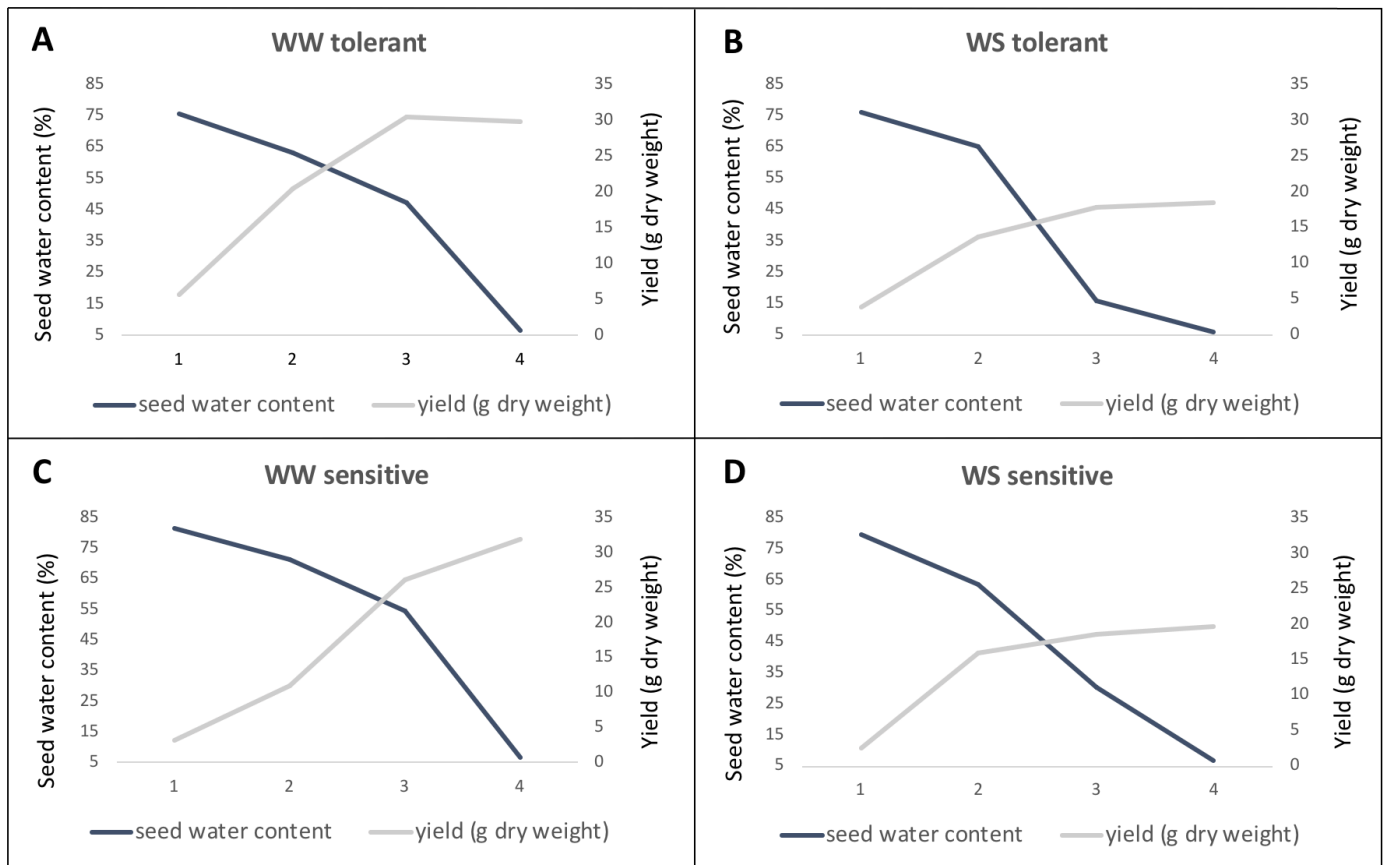 A
WW tolerant
Seed water content (%)
85
75
65
55
45
35
25
15
5
35
30
25
20
15
10
5
0
Yield (g dry weight)
1 2 3 4
seed water content yield (g dry weight)
B
WS tolerant
Seed water content (%)
85
75
65
55
45
35
25
15
5
35
30
25
20
15
10
5
0
Yield (g dry weight)
1 2 3 4
seed water content yield (g dry weight)
C
WW sensitive
Seed water content (%)
85
75
65
55
45
35
25
15
5
35
30
25
20
15
10
5
0
Yield (g dry weight)
1 2 3 4
seed water content yield (g dry weight)
D
WS sensitive
Seed water content (%)
85
75
65
55
45
35
25
15
5
35
30
25
20
15
10
5
0
Yield (g dry weight)
1 2 3 4
seed water content yield (g dry weight)